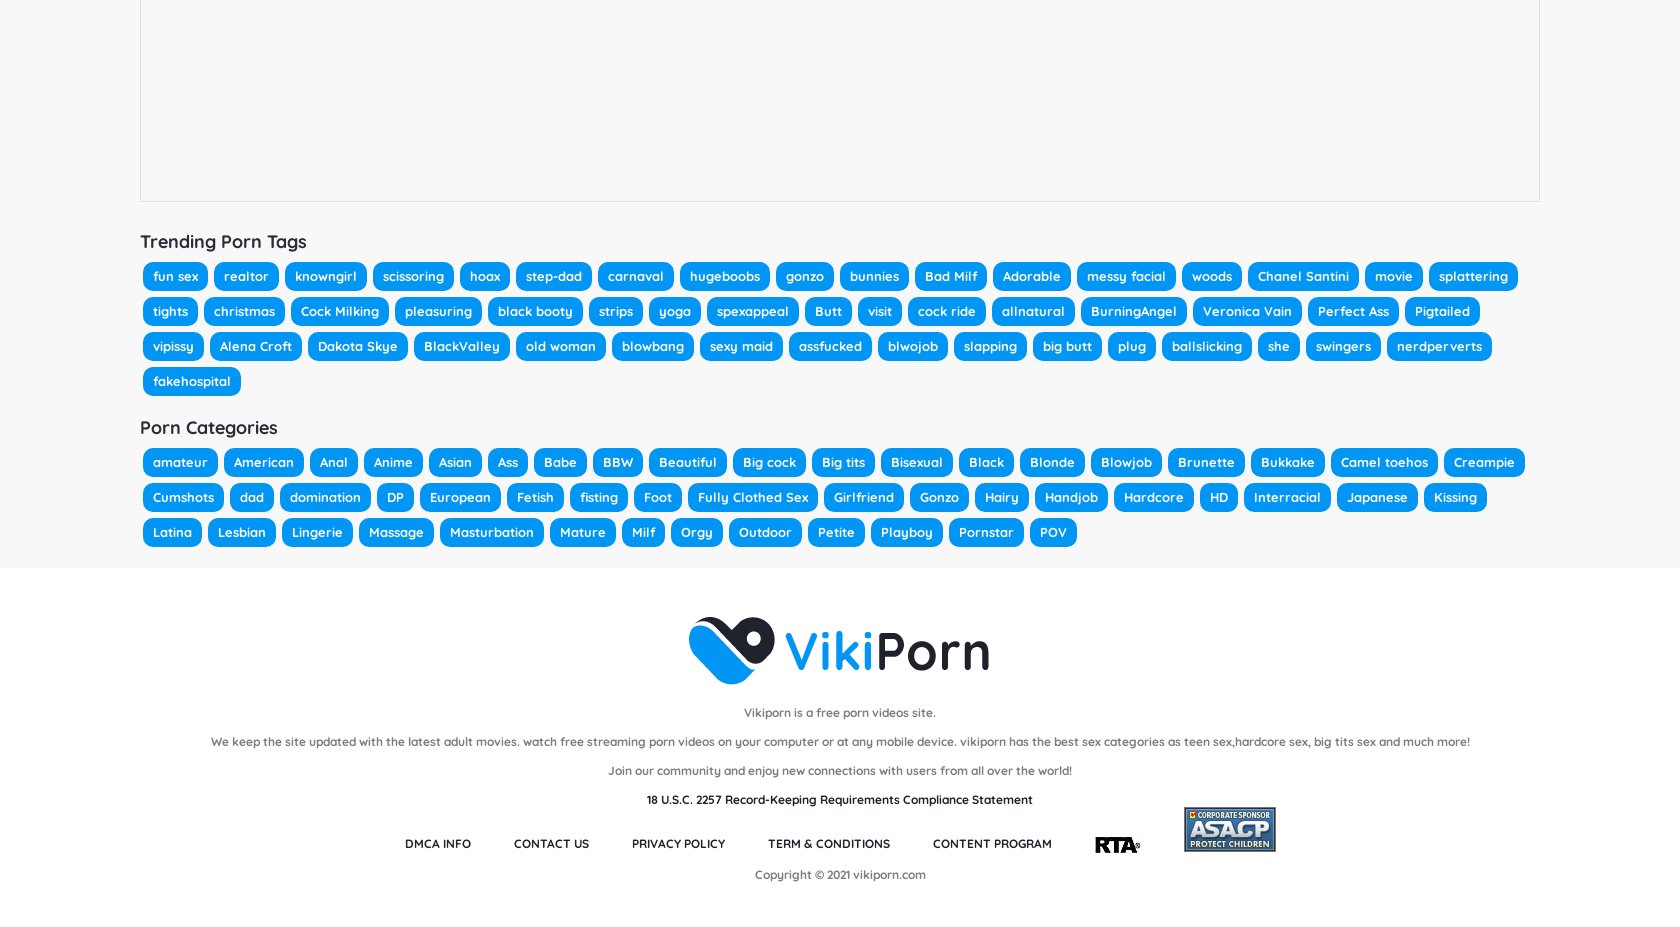 Trending Porn Tags
fun sex realtor knowngirl scissoring hoax step-dad carnaval hugeboobs gonzo bunnies Bad Milf Adorable messy facial woods Chanel Santini movie splattering
tights christmas Cock Milking pleasuring black booty strips yoga spexappeal Butt visit cock ride allnatural BurningAngel Veronica Vain Perfect Ass Pigtailed
vipissy Alena Croft Dakota Skye BlackValley old woman blowbang sexy maid assfucked blwojob slapping big butt plug ballslicking she swingers nerdperverts
fakehospital
Porn Categories
amateur American Anal Anime Asian Ass Babe BBW Beautiful Big cock Big tits Bisexual Black Blonde Blowjob Brunette Bukkake Camel toehos Creampie
Cumshots dad domination DP European Fetish fisting Foot Fully Clothed Sex Girlfriend Gonzo Hairy Handjob Hardcore HD Interracial Japanese Kissing
Latina Lesbian Lingerie Massage Masturbation Mature Milf Orgy Outdoor Petite Playboy Pornstar POV
VikiPorn
Vikiporn is a free porn videos site.
We keep the site updated with the latest adult movies. watch free streaming porn videos on your computer or at any mobile device. vikiporn has the best sex categories as teen sex,hardcore sex, big tits sex and much more!
Join our community and enjoy new connections with users from all over the world!
18 U.S.C. 2257 Record-Keeping Requirements Compliance Statement
DMCA INFO CONTACT US PRIVACY POLICY TERM & CONDITIONS CONTENT PROGRAM RTA®
CORPORATE SPONSOR
ASACP
PROTECT CHILDREN
Copyright © 2021 vikiporn.com